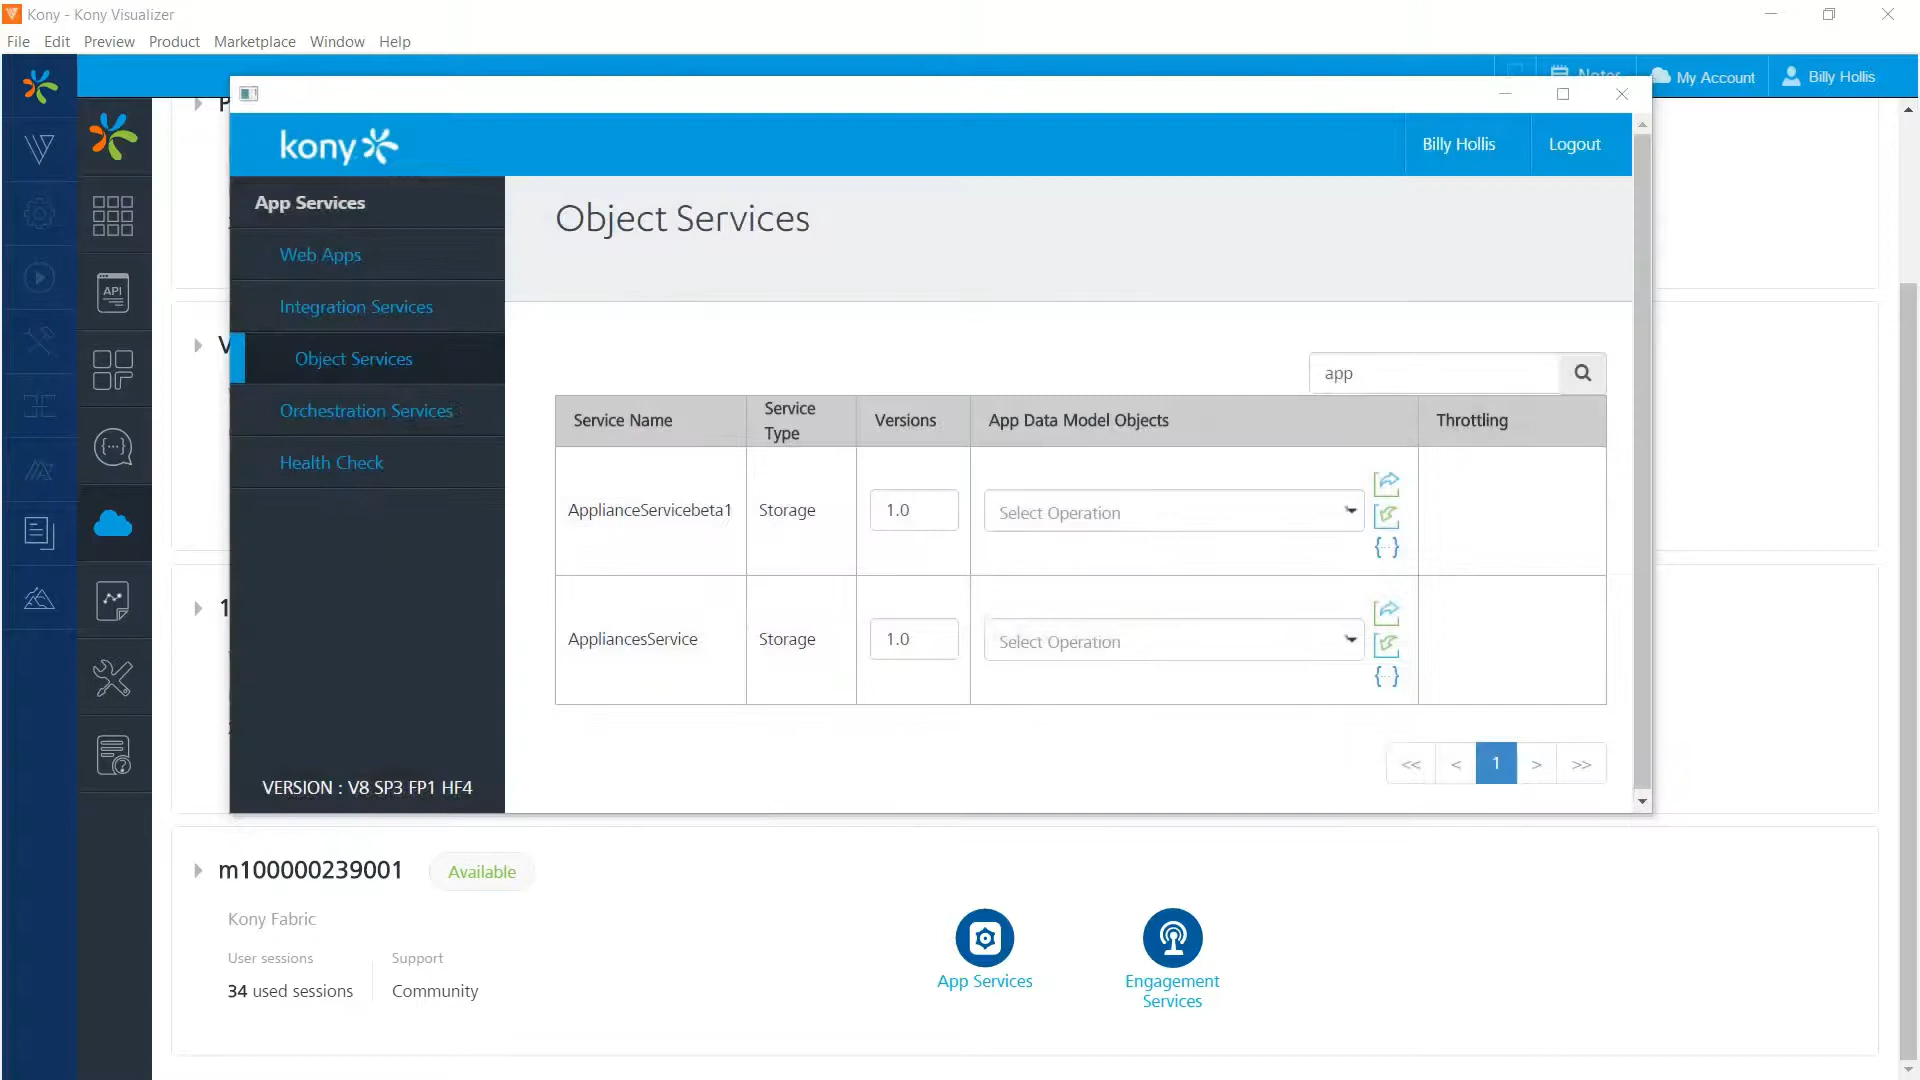 Kony - Kony Visualizer
File Edit Preview Product Marketplace Window Help
My Account
Billy Hollis
kony
Billy Hollis
Logout
App Services
Web Apps
Integration Services
Object Services
Orchestration Services
Health Check
VERSION : V8 SP3 FP1 HF4
Object Services
app
Service Name
Service
Type
Versions
App Data Model Objects
Throttling
ApplianceServicebeta1
Storage
1.0
Select Operation
{··}
AppliancesService
Storage
1.0
Select Operation
{··}
<< < 1 > >>
API
m100000239001
Available
Kony Fabric
User sessions
Support
34 used sessions
Community
App Services
Engagement
Services